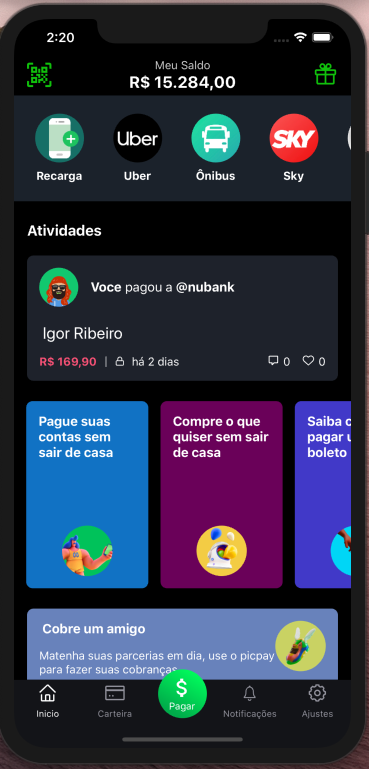 2:20
Meu Saldo
R$ 15.284,00
Recarga
Uber
Uber
Ônibus
SKY
Sky
Atividades
Voce pagou a @nubank
Igor Ribeiro
R$ 169,90 | há 2 dias
0
0
Pague suas
contas sem
sair de casa
Compre o que
quiser sem sair
de casa
Saiba
pagar
boleto
Cobre um amigo
Matenha suas parcerias em dia, use o picpay
para fazer suas cobranças
$
Pagar
Inicio
Carteira
Notificações
Ajustes